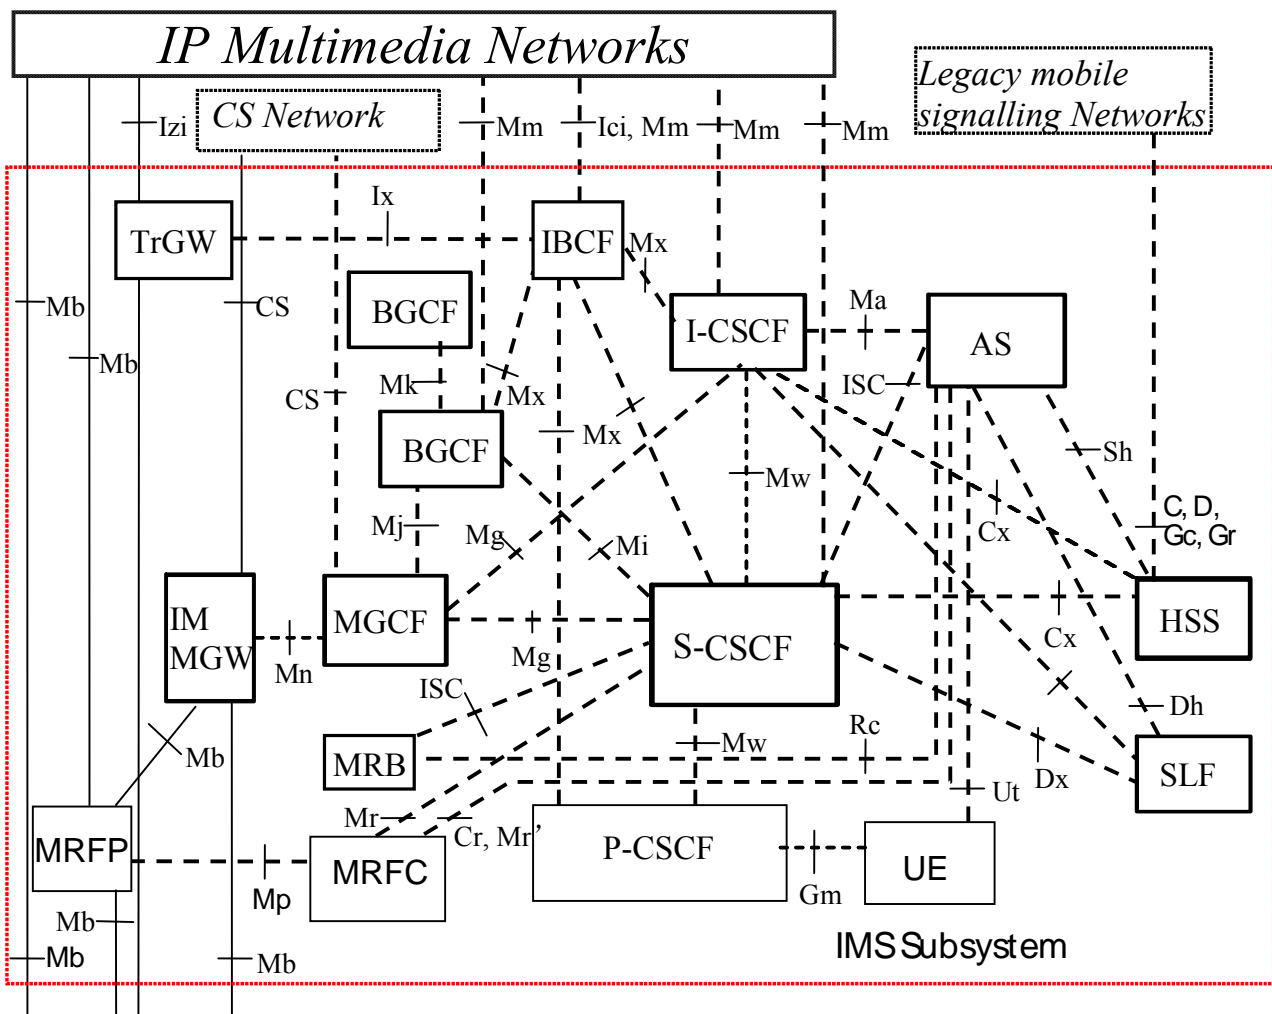 IP Multimedia Networks
Legacy mobile
signalling Networks
CS Network
Izi
Mm
Ici, Mm
Mm
Mm
Ix
TrGW
IBCF
Mx
Mb
CS
BGCF
I-CSCF
Ma
AS
Mb
Mk
Mx
ISC
CS
Mx
BGCF
Mw
Sh
Mj
Mg
Mi
Cx
C, D,
Gc, Gr
IM
MGW
MGCF
Mn
Mg
S-CSCF
Cx
HSS
ISC
Mb
MRB
Mw
Rc
Dh
Dx
SLF
Ut
Mr
Cr, Mr’
MRFP
MRFC
P-CSCF
UE
Mp
Gm
Mb
Mb
Mb
IMS Subsystem